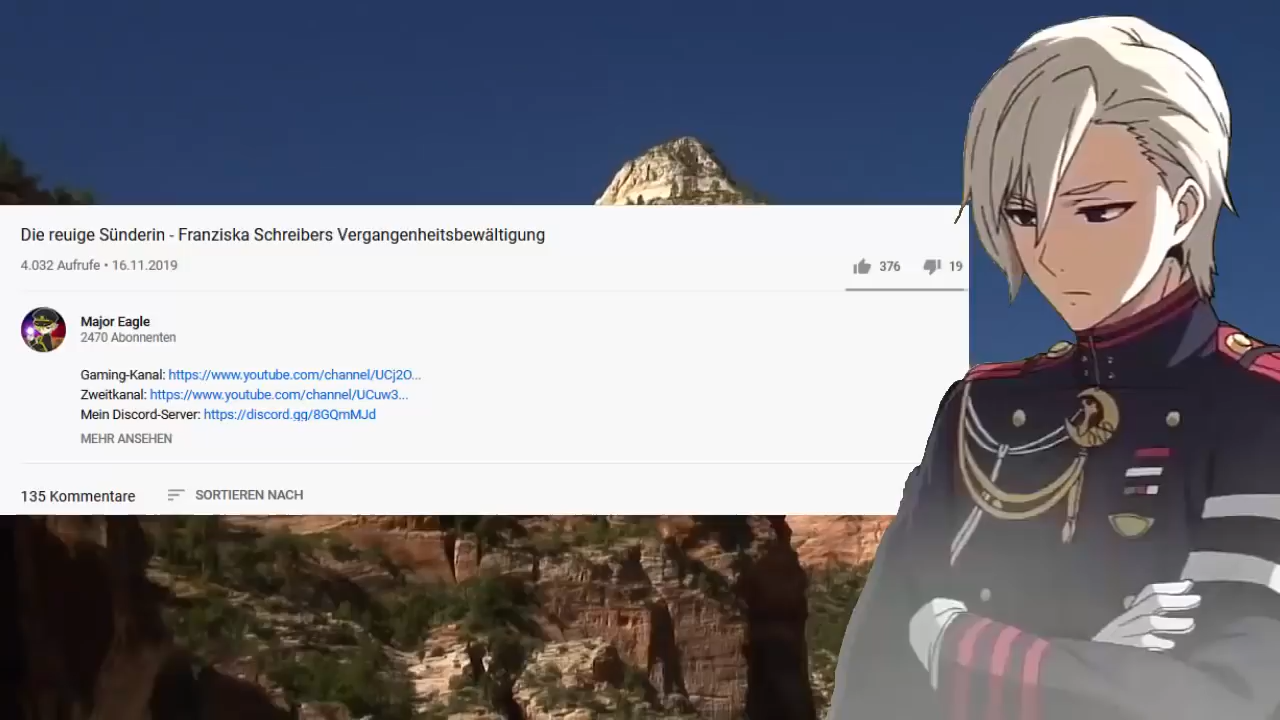 Die reuige Sünderin - Franziska Schreibers Vergangenheitsbewältigung
4.032 Aufrufe • 16.11.2019
376 19
Major Eagle
2470 Abonnenten
Gaming-Kanal: https://www.youtube.com/channel/UCj2O...
Zweitkanal: https://www.youtube.com/channel/UCuw3...
Mein Discord-Server: https://discord.gg/8GQmMJd
MEHR ANSEHEN
135 Kommentare SORTIEREN NACH